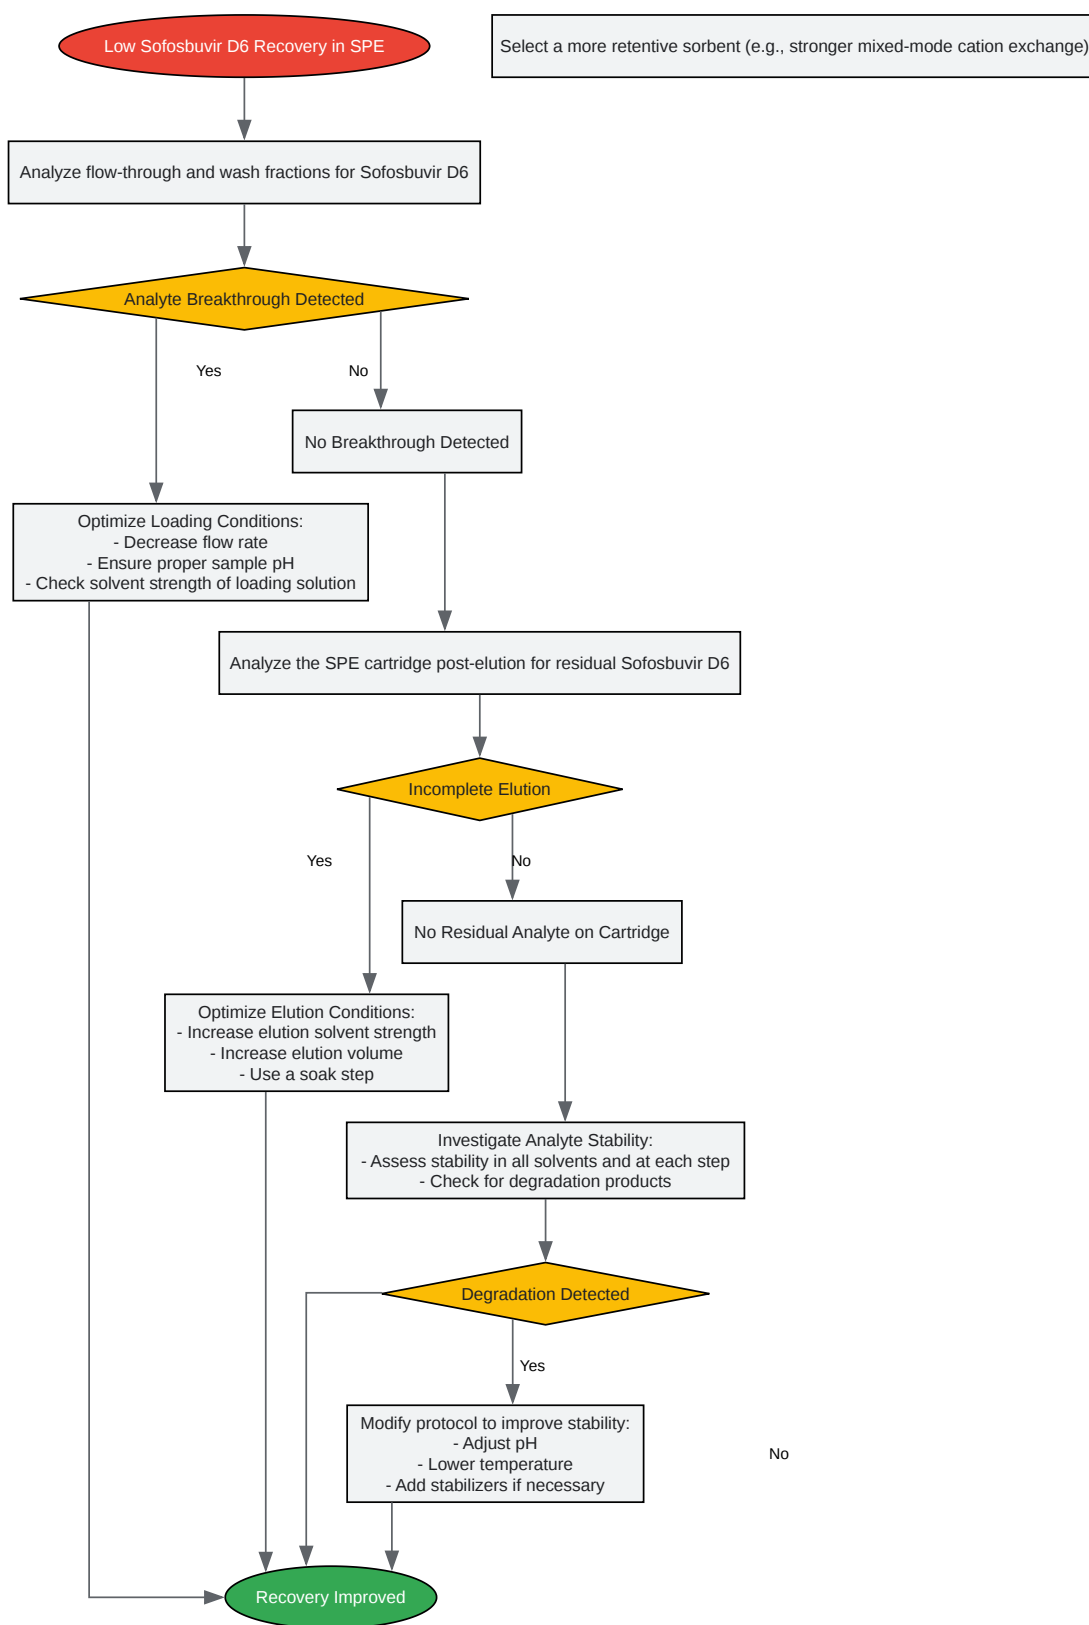 Low Sofosbuvir D6 Recovery in SPE
Select a more retentive sorbent (e.g., stronger mixed-mode cation exchange)
Analyze flow-through and wash fractions for Sofosbuvir D6
Analyte Breakthrough Detected
Yes
No
No Breakthrough Detected
Optimize Loading Conditions:
- Decrease flow rate
- Ensure proper sample pH
- Check solvent strength of loading solution
Analyze the SPE cartridge post-elution for residual Sofosbuvir D6
Incomplete Elution
Yes
No
No Residual Analyte on Cartridge
Optimize Elution Conditions:
- Increase elution solvent strength
- Increase elution volume
- Use a soak step
Investigate Analyte Stability:
- Assess stability in all solvents and at each step
- Check for degradation products
Degradation Detected
Yes
Modify protocol to improve stability:
- Adjust pH
- Lower temperature
- Add stabilizers if necessary
No
Recovery Improved